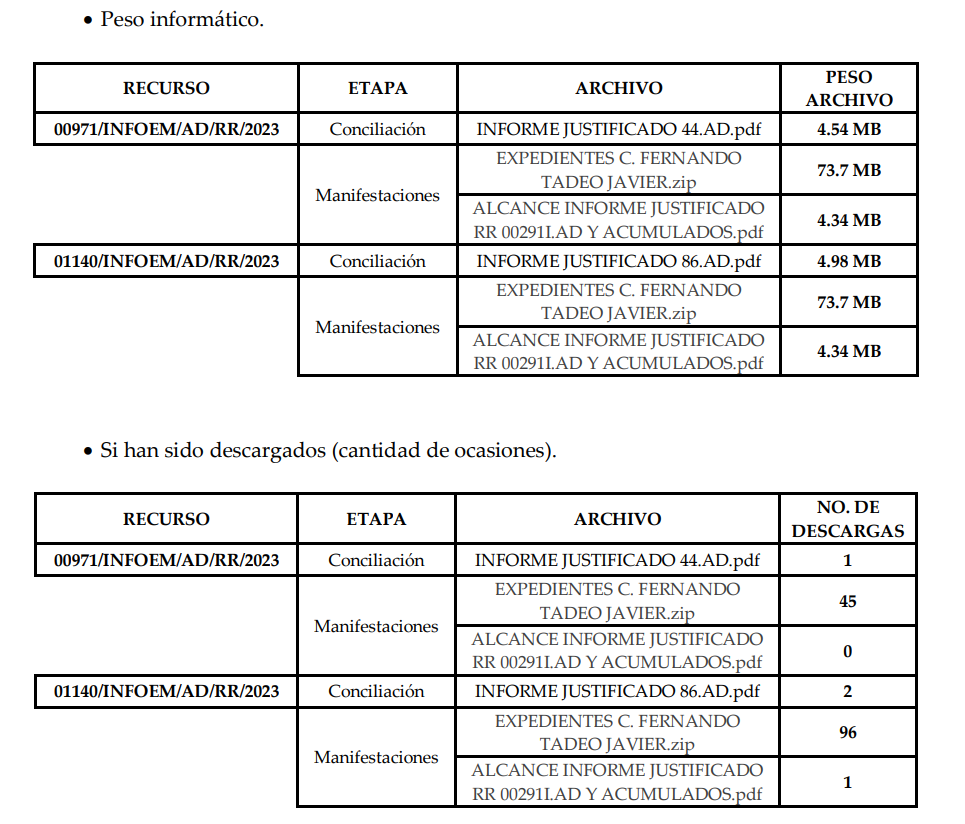 • Peso informático.
RECURSO ETAPA ARCHIVO PESO
ARCHIVO
00971/INFOEM/AD/RR/2023 Conciliación INFORME JUSTIFICADO 44.AD.pdf 4.54 MB
Manifestaciones
EXPEDIENTES C. FERNANDO
TADEO JAVIER.zip
73.7 MB
ALCANCE INFORME JUSTIFICADO
RR 00291I.AD Y ACUMULADOS.pdf
4.34 MB
01140/INFOEM/AD/RR/2023 Conciliación INFORME JUSTIFICADO 86.AD.pdf 4.98 MB
Manifestaciones
EXPEDIENTES C. FERNANDO
TADEO JAVIER.zip
73.7 MB
ALCANCE INFORME JUSTIFICADO
RR 00291I.AD Y ACUMULADOS.pdf
4.34 MB
• Si han sido descargados (cantidad de ocasiones).
RECURSO ETAPA ARCHIVO NO. DE
DESCARGAS
00971/INFOEM/AD/RR/2023 Conciliación INFORME JUSTIFICADO 44.AD.pdf 1
Manifestaciones
EXPEDIENTES C. FERNANDO
TADEO JAVIER.zip
45
ALCANCE INFORME JUSTIFICADO
RR 00291I.AD Y ACUMULADOS.pdf
0
01140/INFOEM/AD/RR/2023 Conciliación INFORME JUSTIFICADO 86.AD.pdf 2
Manifestaciones
EXPEDIENTES C. FERNANDO
TADEO JAVIER.zip
96
ALCANCE INFORME JUSTIFICADO
RR 00291I.AD Y ACUMULADOS.pdf
1